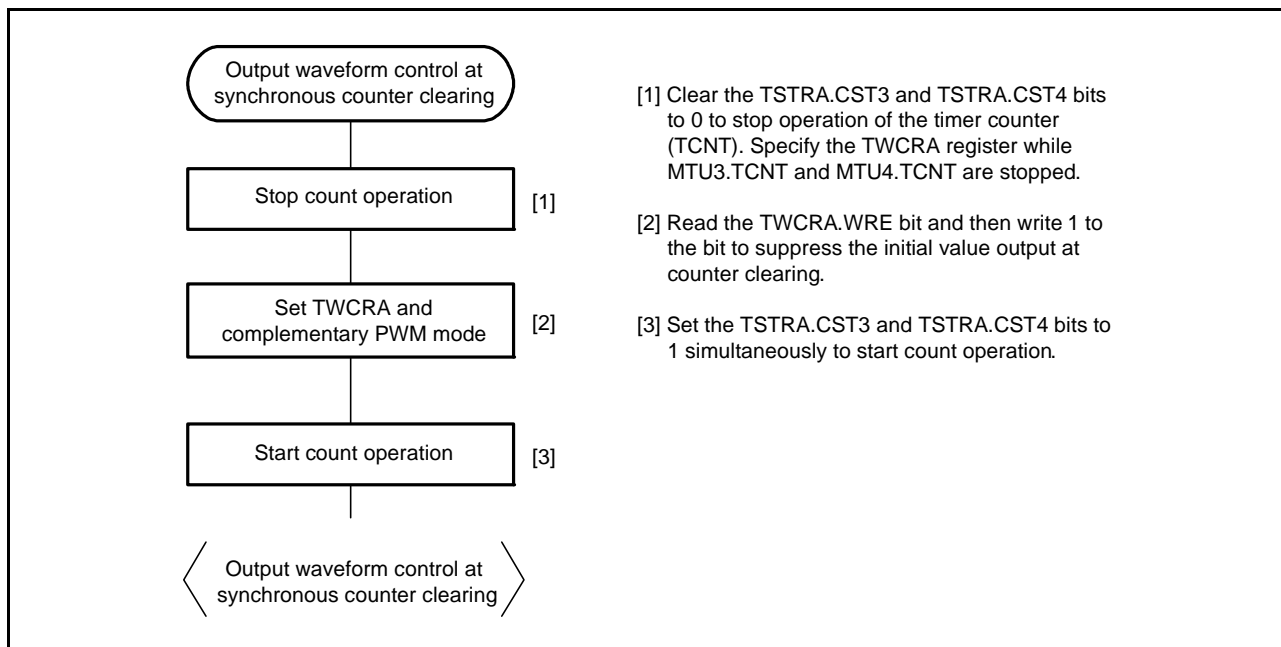 Output waveform control at
synchronous counter clearing
Stop count operation
[1]
Set TWCRA and
complementary PWM mode
[2]
Start count operation
[3]
Output waveform control at
synchronous counter clearing
[1] Clear the TSTRA.CST3 and TSTRA.CST4 bits
to 0 to stop operation of the timer counter
(TCNT). Specify the TWCRA register while
MTU3.TCNT and MTU4.TCNT are stopped.
[2] Read the TWCRA.WRE bit and then write 1 to
the bit to suppress the initial value output at
counter clearing.
[3] Set the TSTRA.CST3 and TSTRA.CST4 bits to
1 simultaneously to start count operation.